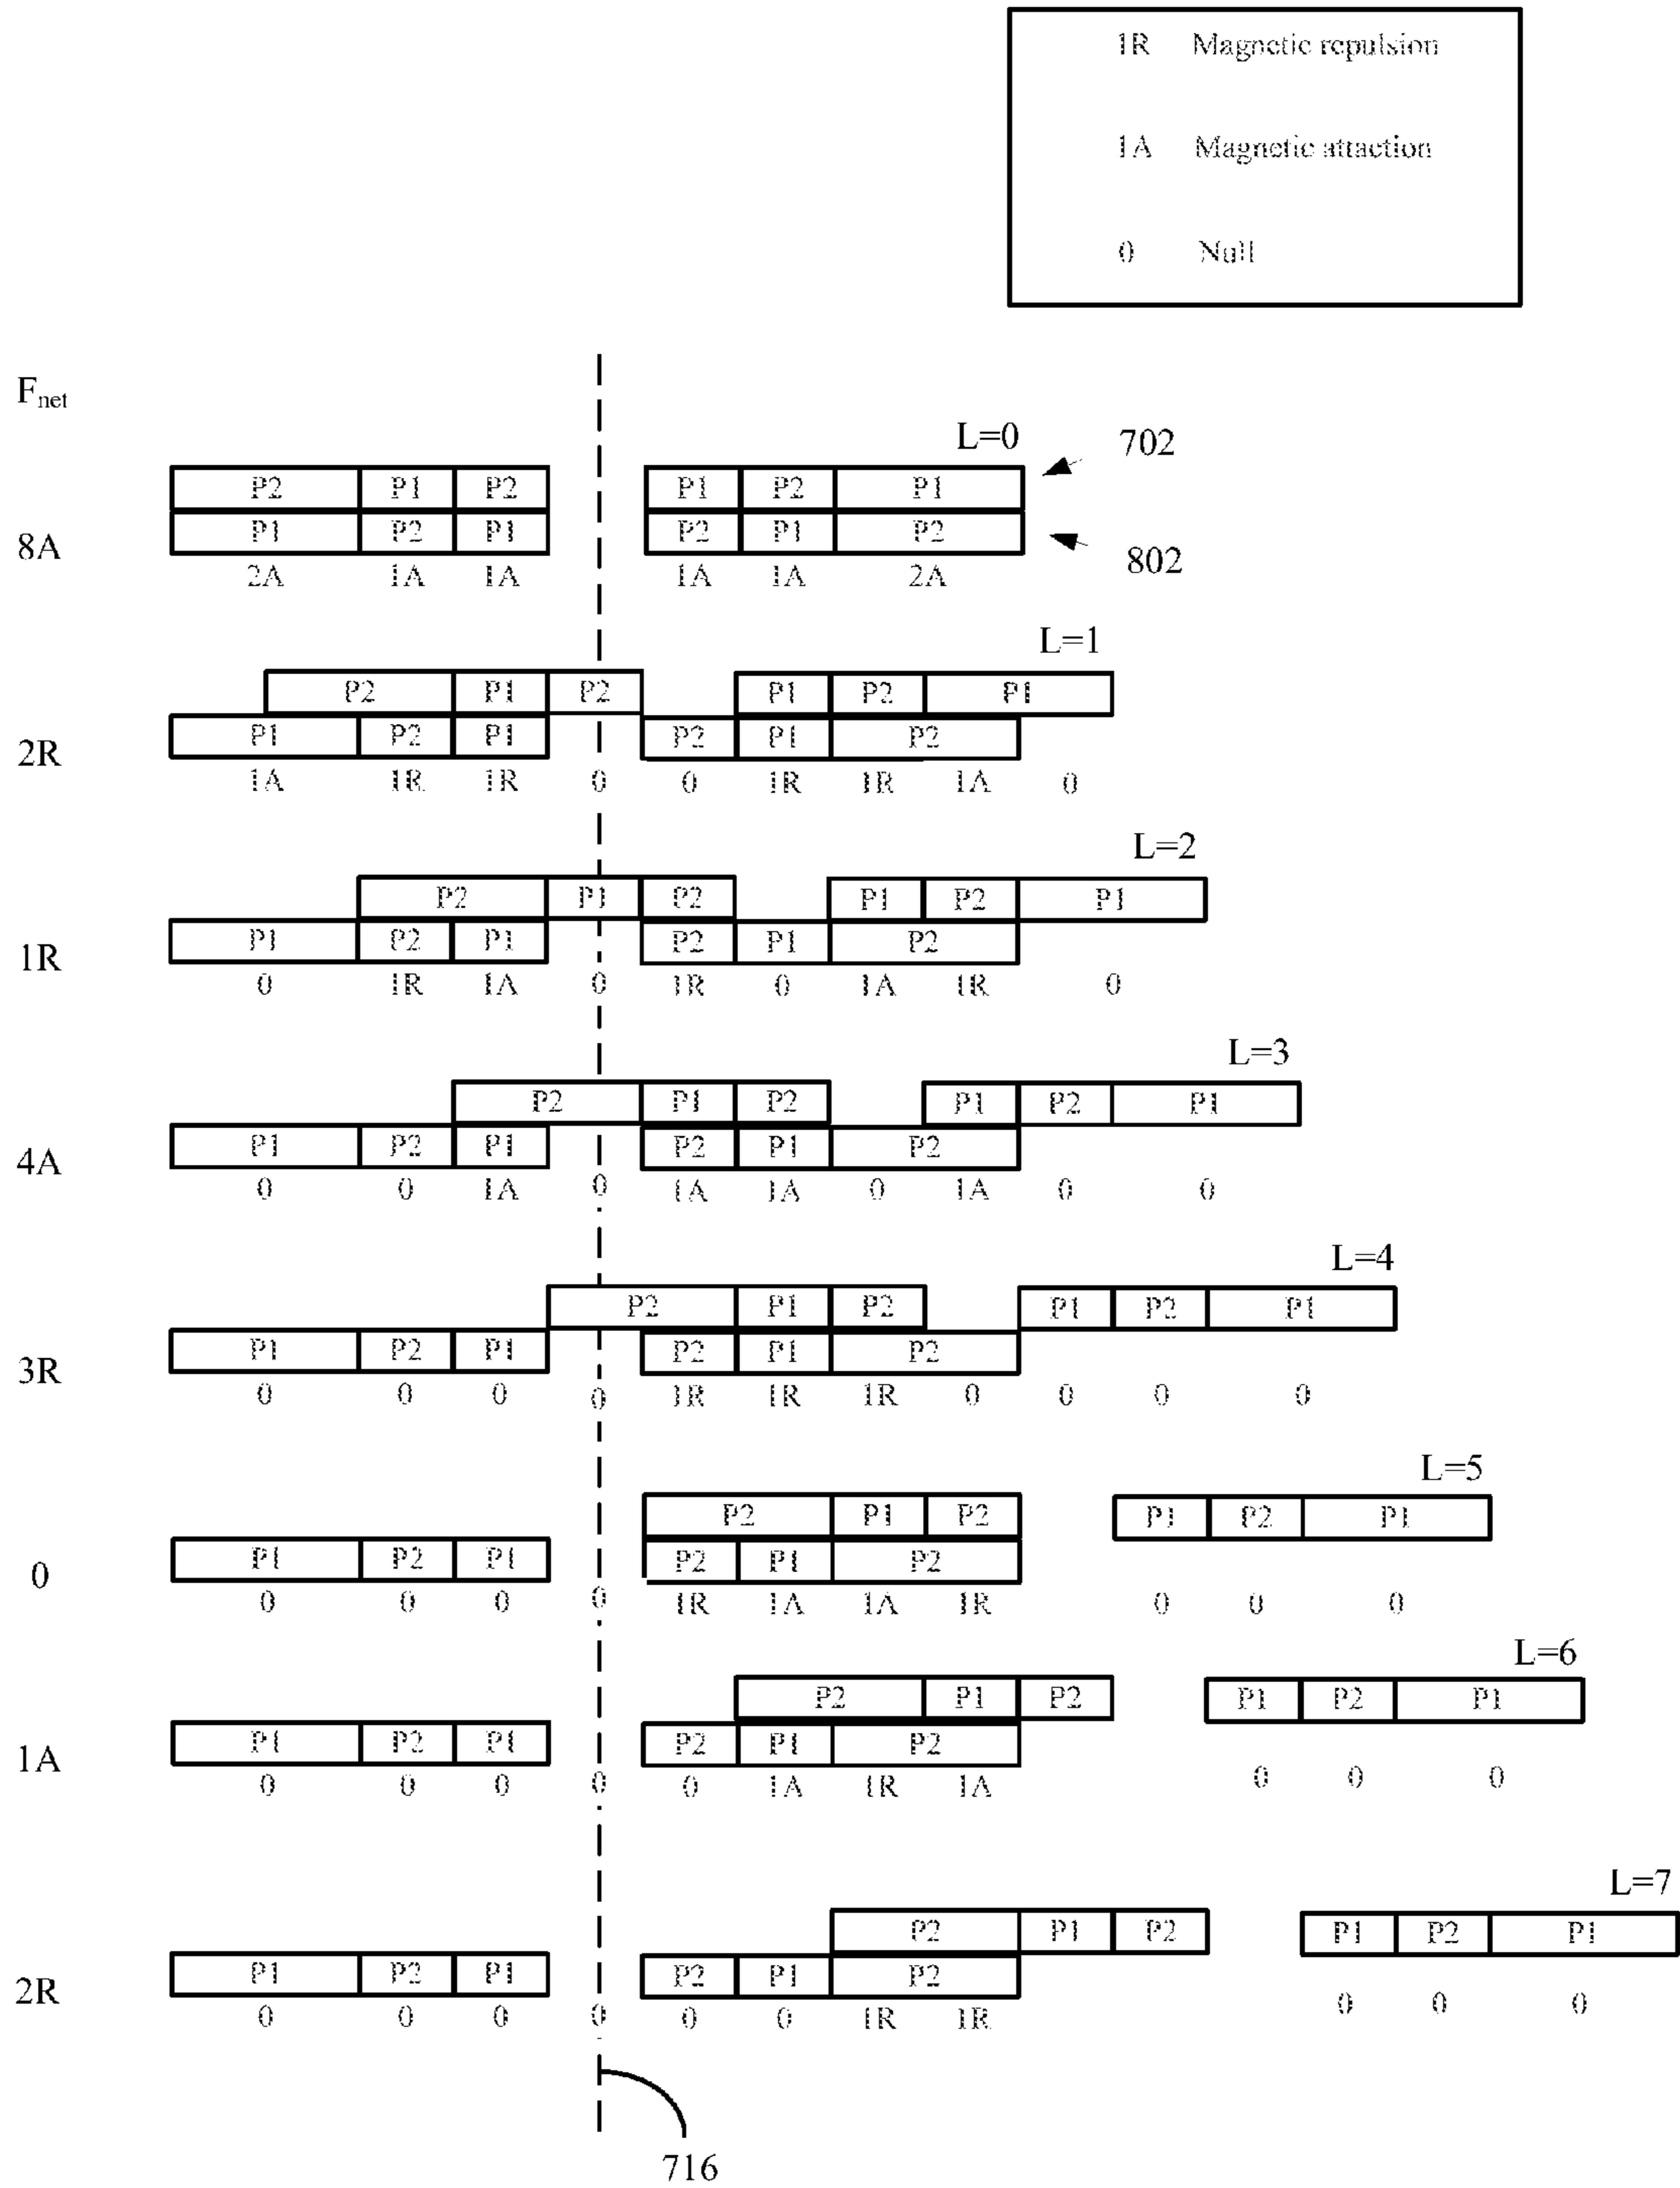 1R Magnetic repulsion
1A Magnetic attaction
0 Null
Fnet
L=0
702
P2 P1 P2 P1 P2 P1
8A
P1 P2 P1 P2 P1 P2
802
2A 1A 1A 1A 1A 2A
L=1
P2 P1 P2 P1 P2 P1
2R
P1 P2 P1 P2 P1 P2
1A 1R 1R 0 0 1R 1R 1A 0
L=2
P2 P1 P2 P1 P2 P1
1R
P1 P2 P1 P2 P1 P2
0 1R 1A 0 1R 0 1A 1R 0
L=3
P2 P1 P2 P1 P2 P1
4A
P1 P2 P1 P2 P1 P2
0 0 1A 0 1A 1A 0 1A 0 0
L=4
P2 P1 P2 P1 P2 P1
3R
P1 P2 P1 P2 P1 P2
0 0 0 0 1R 1R 1R 0 0 0 0
L=5
P2 P1 P2 P1 P2 P1
0
P1 P2 P1 P2 P1 P2
0 0 0 0 1R 1A 1A 1R 0 0 0
L=6
P2 P1 P2 P1 P2 P1
1A
P1 P2 P1 P2 P1 P2
0 0 0 0 0 1A 1R 1A 0 0 0
L=7
P2 P1 P2 P1 P2 P1
2R
P1 P2 P1 P2 P1 P2
0 0 0 0 0 0 1R 1R 0 0 0
716